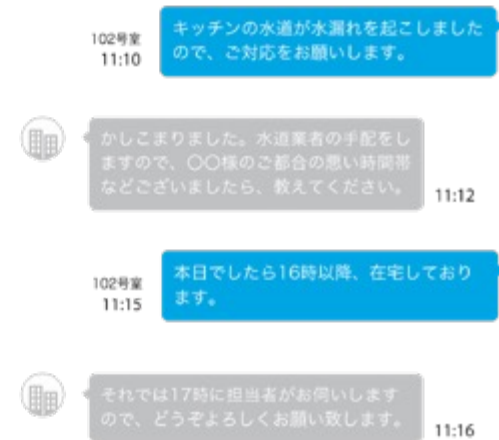 キッチンの水道が水漏れを起こしました
ので、ご対応をお願いします。
102号室
11:10
かしこまりました。水道業者の手配をし
ますので、〇〇様のご都合の悪い時間帯
などございましたら、教えてください。
11:12
本日でしたら16時以降、在宅しており
ます。
102号室
11:15
それでは17時に担当者がお伺いします
ので、どうぞよろしくお願い致します。
11:16